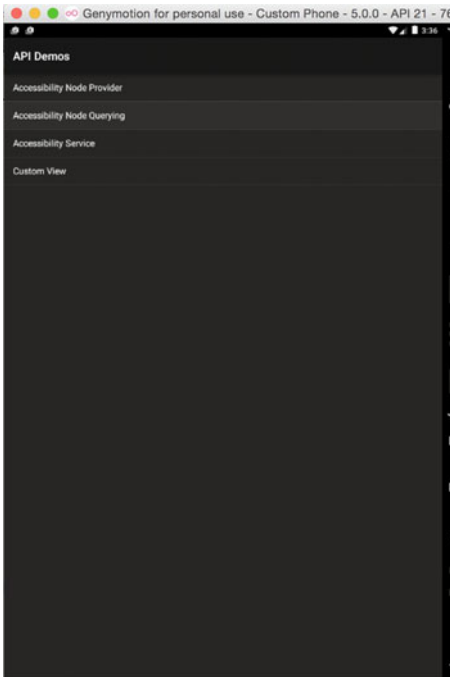 Genymotion for personal use - Custom Phone - 5.0.0 - API 21 - 76
3:36
API Demos
Accessibility Node Provider
Accessibility Node Querying
Accessibility Service
Custom View